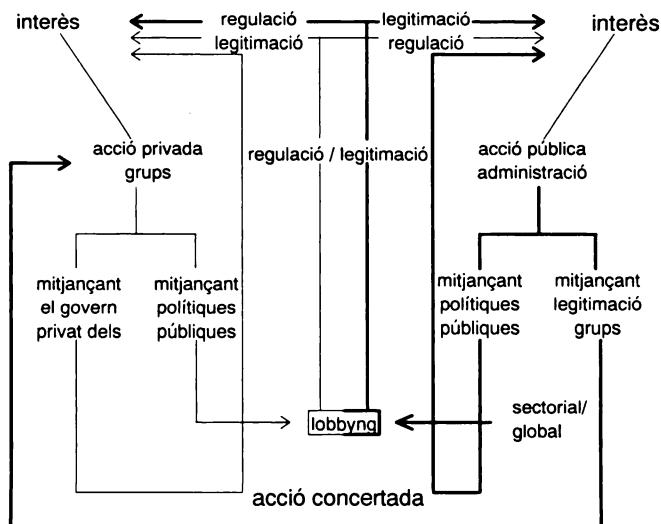 interès
regulació
legitimació
interès
legitimació
regulació
acció privada
grups
regulació / legitimació
acció pública
administració
mitjançant
el govern
privat dels
mitjançant
polítiques
públiques
mitjançant
polítiques
públiques
mitjançant
legitimació
grups
lobbynq
sectorial/
global
acció concertada